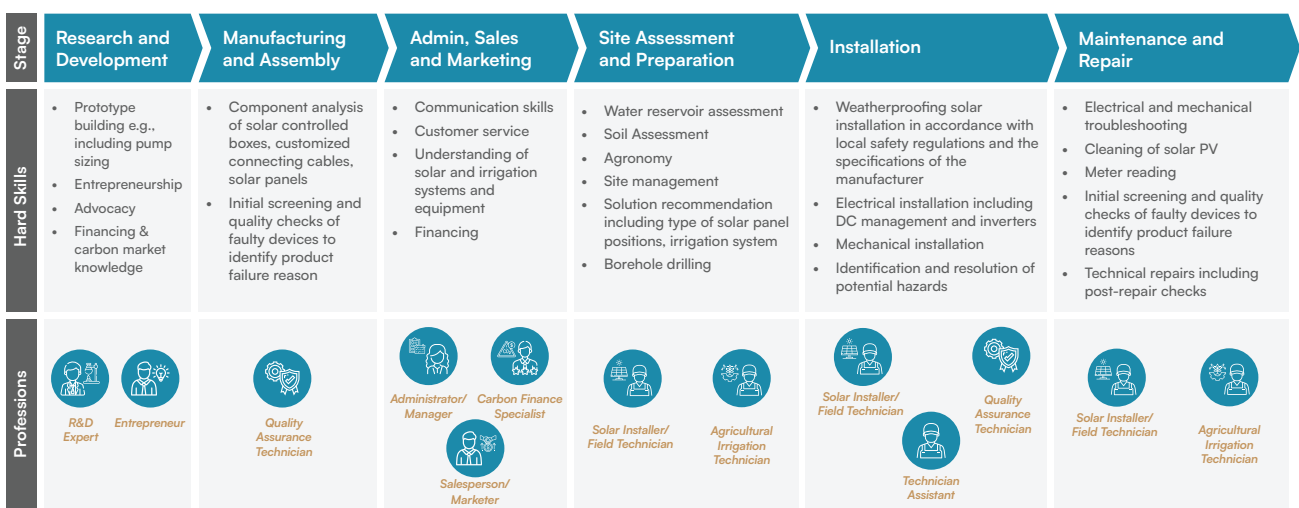 Stage
Research and
Development
Manufacturing
and Assembly
Admin, Sales
and Marketing
Site Assessment
and Preparation
Installation
Maintenance and
Repair
Hard Skills
• Prototype
building e.g.,
including pump
sizing
• Entrepreneurship
• Advocacy
• Financing &
carbon market
knowledge
• Component analysis
of solar controlled
boxes, customized
connecting cables,
solar panels
• Initial screening and
quality checks of
faulty devices to
identify product
failure reason
• Communication skills
• Customer service
• Understanding of
solar and irrigation
systems and
equipment
• Financing
• Water reservoir assessment
• Soil Assessment
• Agronomy
• Site management
• Solution recommendation
including type of solar panel
positions, irrigation system
• Borehole drilling
• Weatherproofing solar
installation in accordance with
local safety regulations and the
specifications of the
manufacturer
• Electrical installation including
DC management and inverters
• Mechanical installation
• Identification and resolution of
potential hazards
• Electrical and mechanical
troubleshooting
• Cleaning of solar PV
• Meter reading
• Initial screening and quality
checks of faulty devices to
identify product failure
reasons
• Technical repairs including
post-repair checks
Professions
R&D
Expert
Entrepreneur
Quality
Assurance
Technician
Administrator/
Manager
Carbon Finance
Specialist
Salesperson/
Marketer
Solar Installer/
Field Technician
Agricultural
Irrigation
Technician
Solar Installer/
Field Technician
Technician
Assistant
Quality
Assurance
Technician
Solar Installer/
Field Technician
Agricultural
Irrigation
Technician